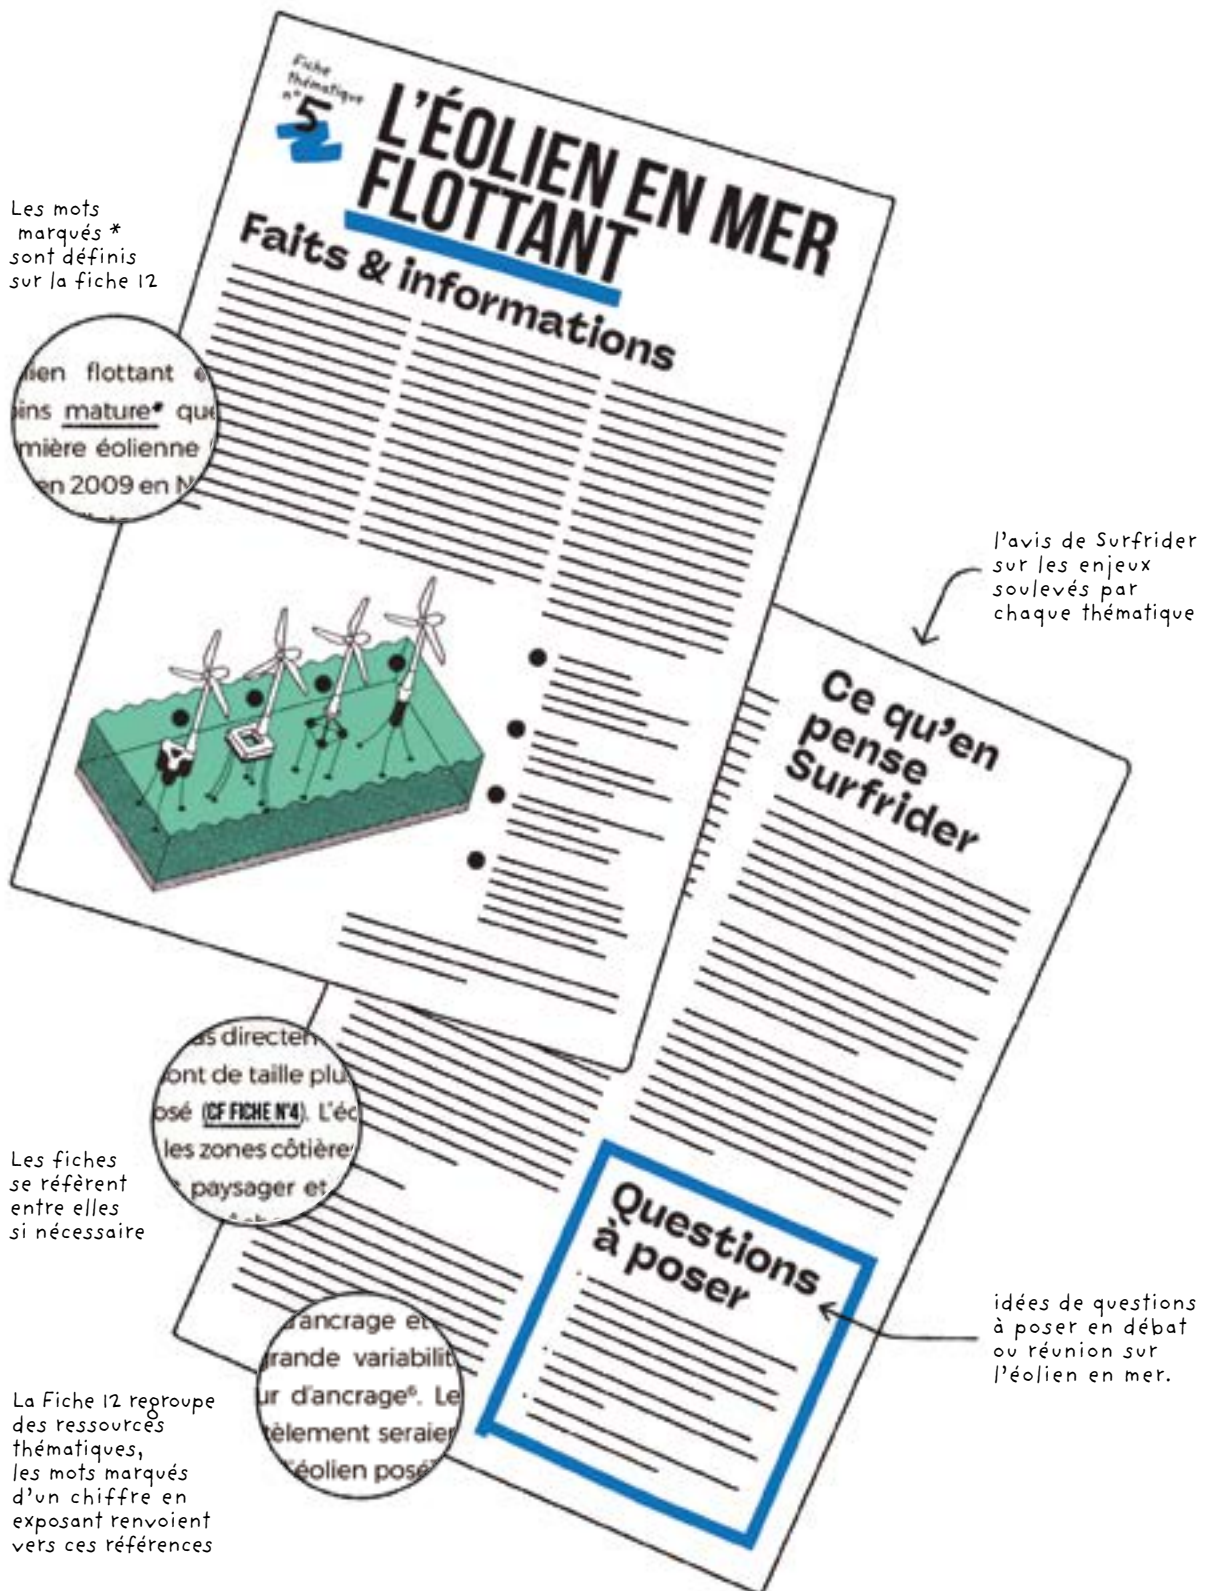 Fiche
thématique
n°
5
L'ÉOLIEN EN MER
FLOTTANT
Faits & informations
Les mots
marqués *
sont définis
sur la fiche 12
lien flottant
ins mature* que
mière éolienne
en 2009 en N
l'avis de Surfrider
sur les enjeux
soulevés par
chaque thématique
Ce qu'en
pense
Surfrider
as directem
ont de taille plu
osé (CF FICHE N°4). L'éo
les zones côtière
paysager et
Les fiches
se réfèrent
entre elles
si nécessaire
Questions
à poser
idées de questions
à poser en débat
ou réunion sur
l'éolien en mer.
ancrage et
grande variabilit
ur d'ancrage⁶. Le
tèlement seraien
l'éolien posé
La Fiche 12 regroupe
des ressources
thématiques,
les mots marqués
d'un chiffre en
exposant renvoient
vers ces références